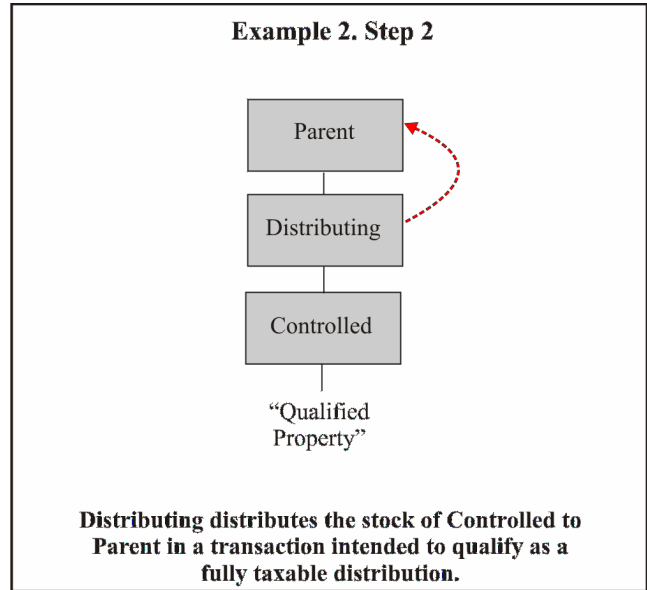 Example 2. Step 2
Parent
Distributing
Controlled
“Qualified
Property”
Distributing distributes the stock of Controlled to
Parent in a transaction intended to qualify as a
fully taxable distribution.